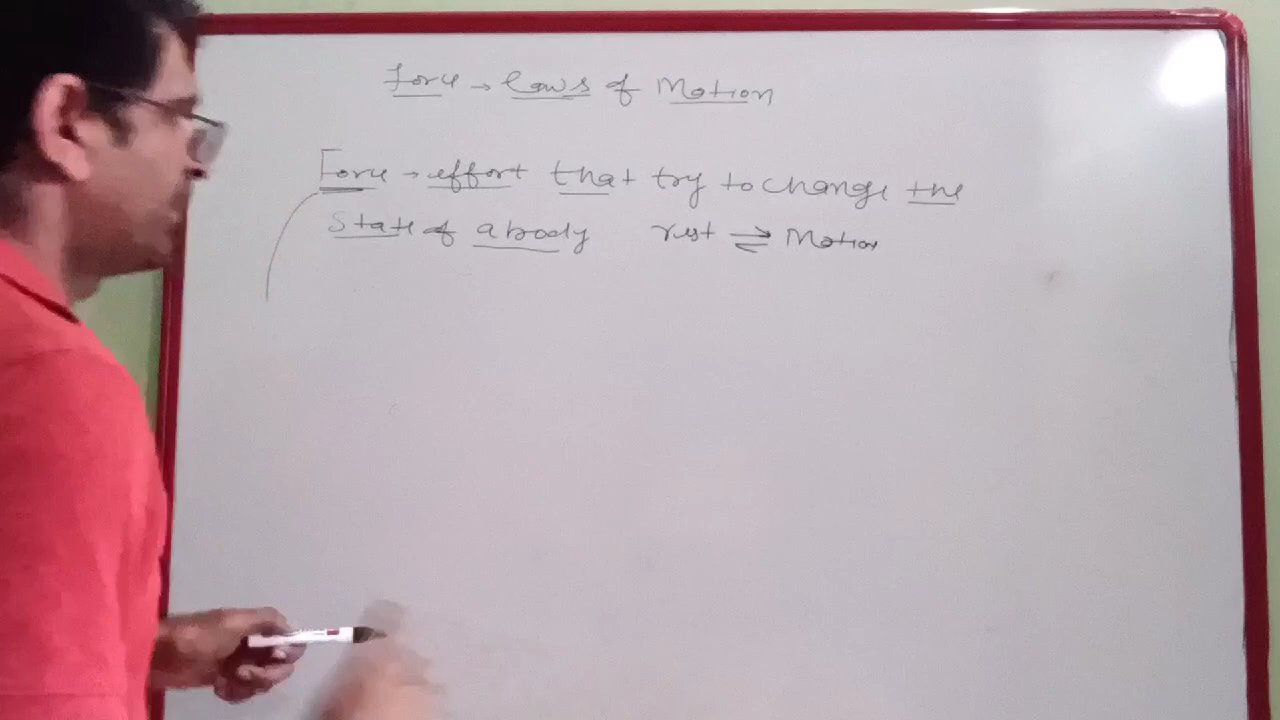 Force → laws of Motion
Force → effort that try to change the
State of a body rest ⇌ Motion